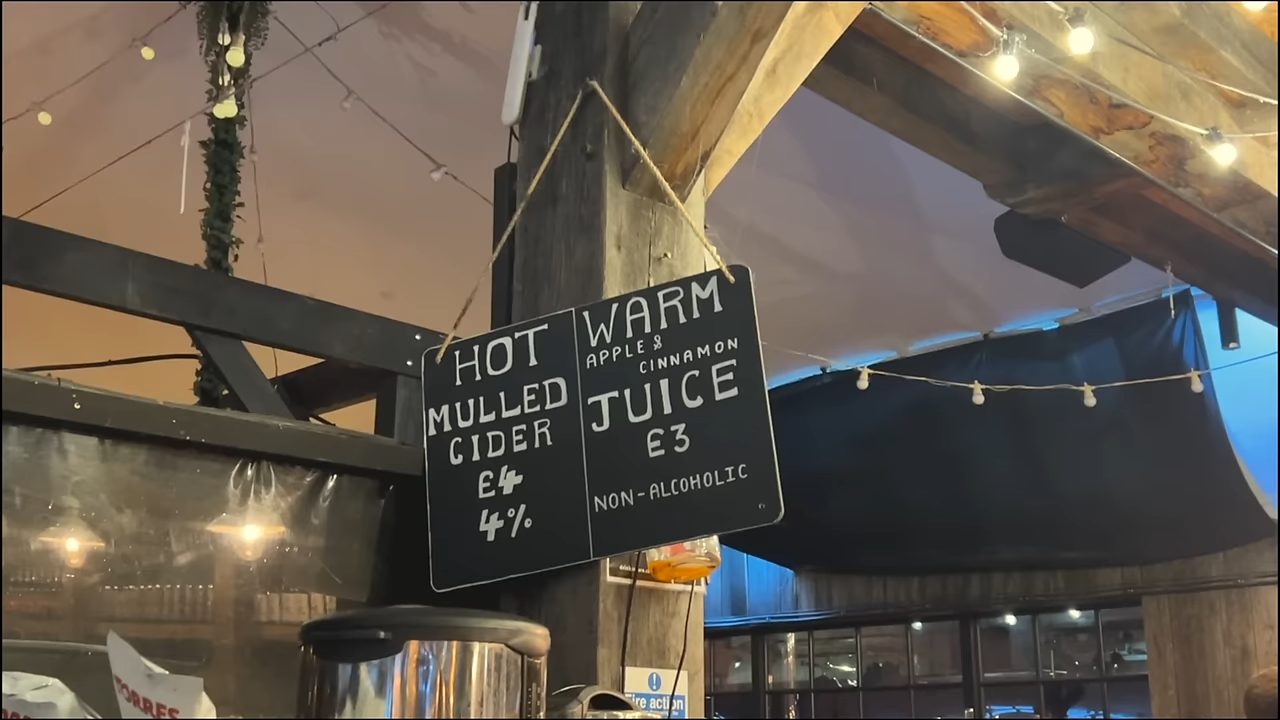 HOT
MULLED
CIDER
£4
4%
WARM
APPLE &
CINNAMON
JUICE
£3
NON-ALCOHOLIC
TORRES
Fire action